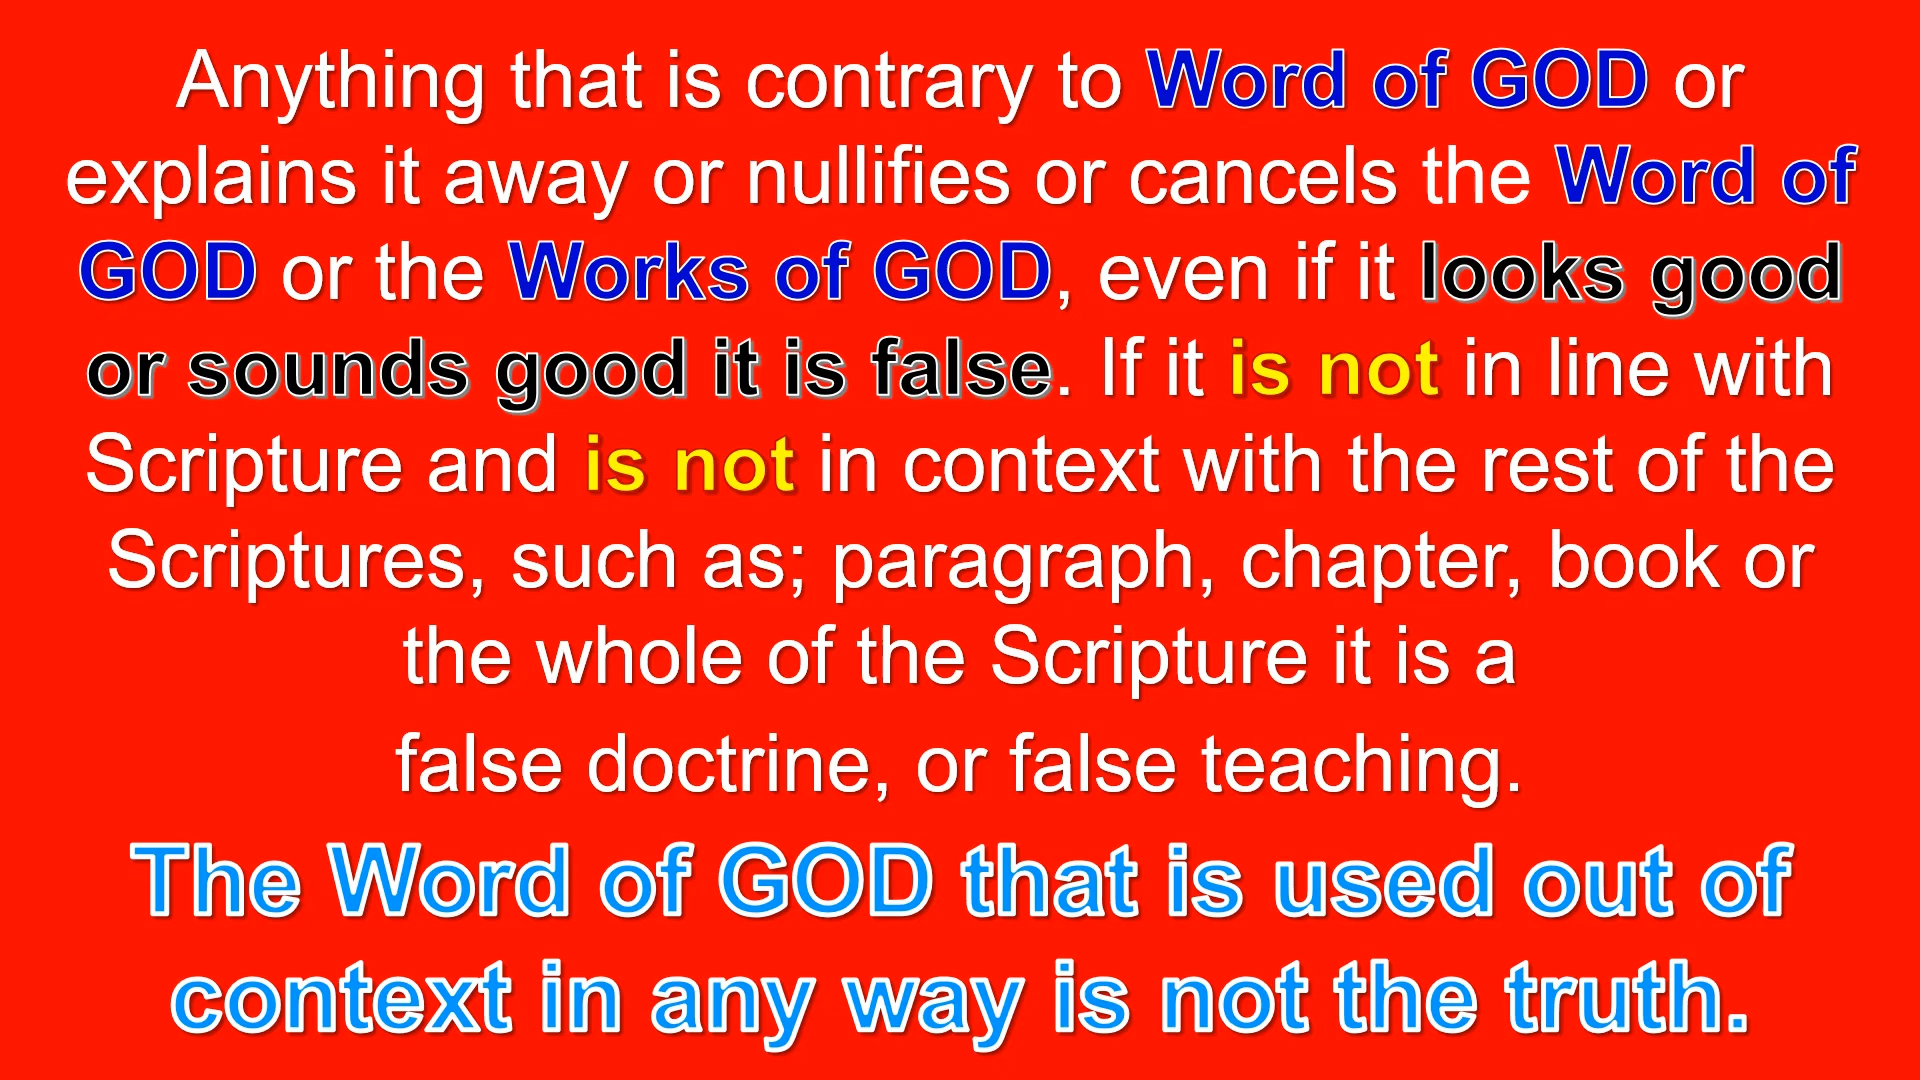 Anything that is contrary to Word of GOD or
explains it away or nullifies or cancels the Word of
GOD or the Works of GOD, even if it looks good
or sounds good it is false. If it is not in line with
Scripture and is not in context with the rest of the
Scriptures, such as; paragraph, chapter, book or
the whole of the Scripture it is a
false doctrine, or false teaching.
The Word of GOD that is used out of
context in any way is not the truth.